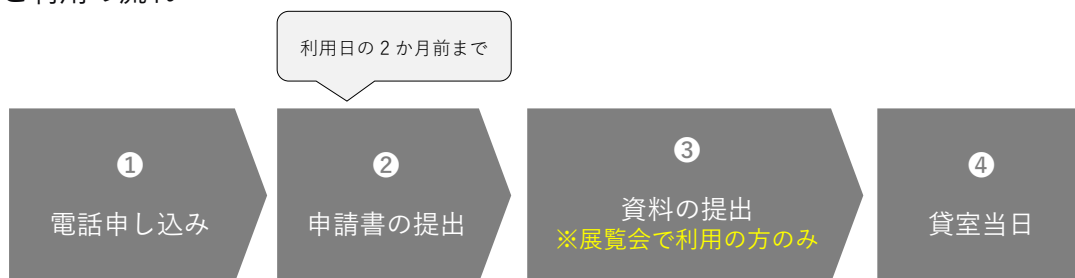 利用日の2か月前まで
❶
電話申し込み
❷
申請書の提出
❸
資料の提出
※展覧会で利用の方のみ
❹
貸室当日